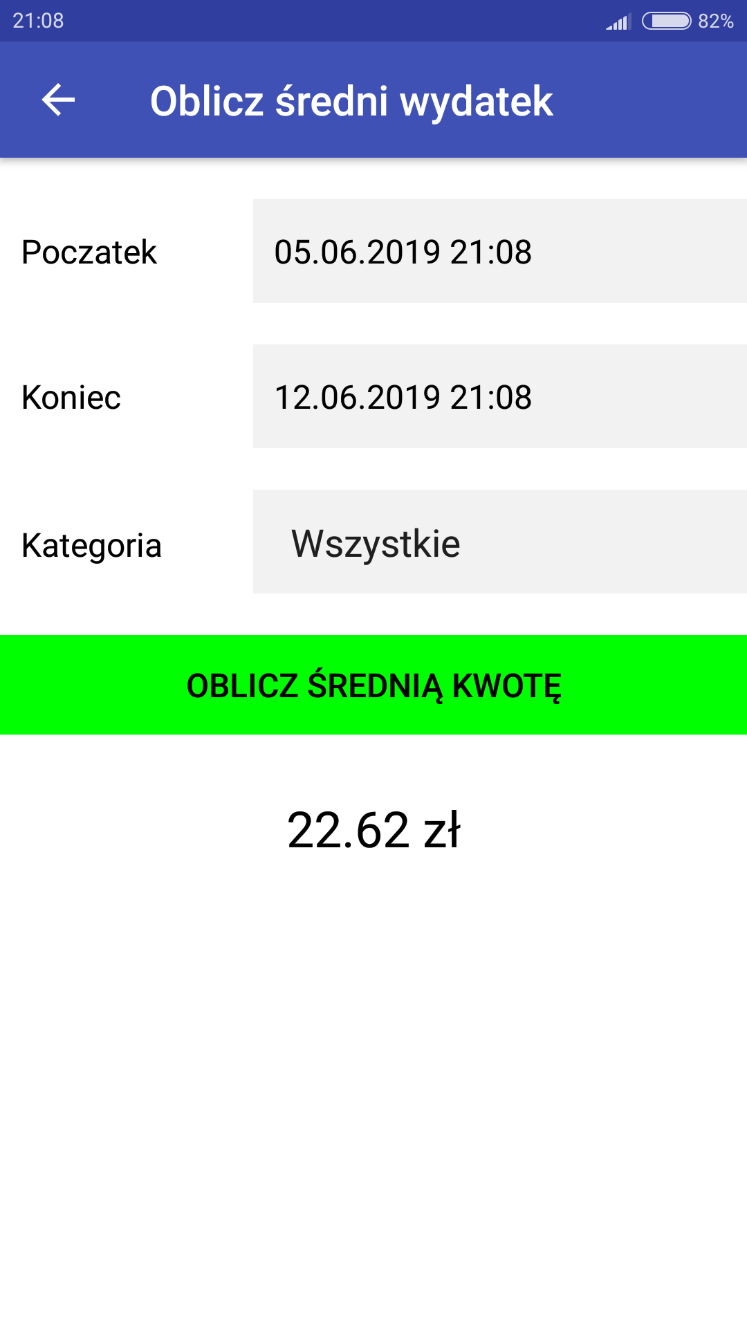 21:08 82%
Oblicz średni wydatek
Poczatek 05.06.2019 21:08
Koniec 12.06.2019 21:08
Kategoria Wszystkie
OBLICZ ŚREDNIĄ KWOTĘ
22.62 zł